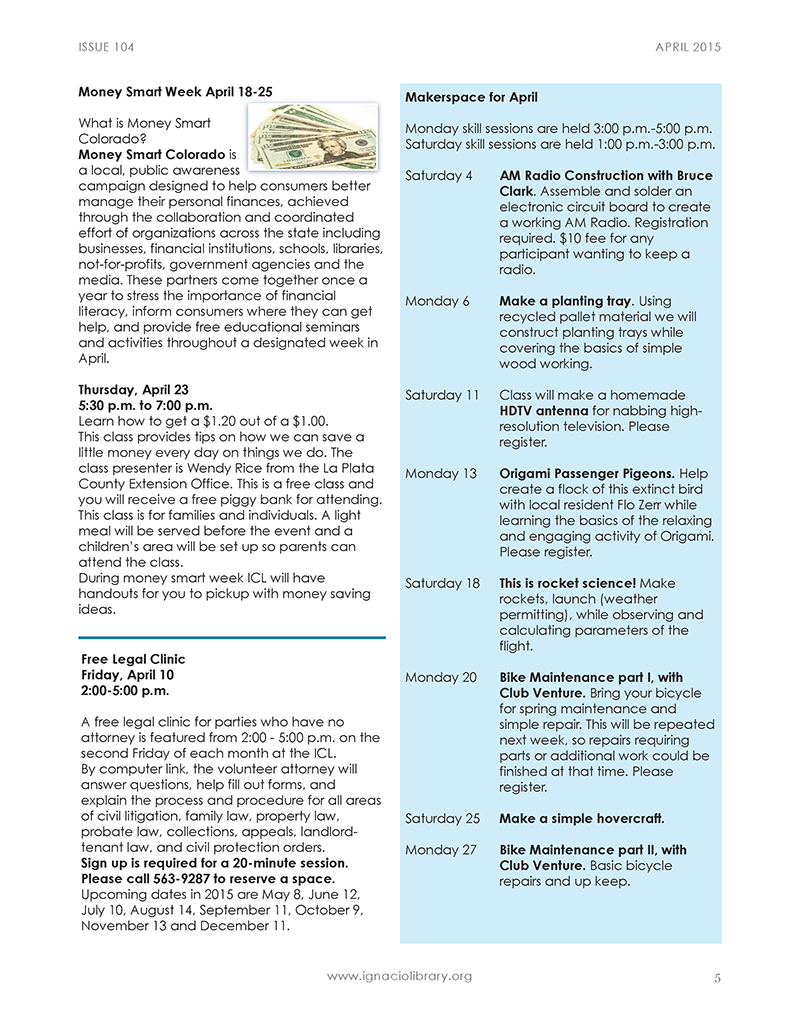 ISSUE 104
APRIL 2015
Money Smart Week April 18-25
What is Money Smart
Colorado?
Money Smart Colorado is
a local, public awareness
campaign designed to help consumers better
manage their personal finances, achieved
through the collaboration and coordinated
effort of organizations across the state including
businesses, financial institutions, schools, libraries,
not-for-profits, government agencies and the
media. These partners come together once a
year to stress the importance of financial
literacy, inform consumers where they can get
help, and provide free educational seminars
and activities throughout a designated week in
April.
Thursday, April 23
5:30 p.m. to 7:00 p.m.
Learn how to get a $1.20 out of a $1.00.
This class provides tips on how we can save a
little money every day on things we do. The
class presenter is Wendy Rice from the La Plata
County Extension Office. This is a free class and
you will receive a free piggy bank for attending.
This class is for families and individuals. A light
meal will be served before the event and a
children's area will be set up so parents can
attend the class.
During money smart week ICL will have
handouts for you to pickup with money saving
ideas.
Free Legal Clinic
Friday, April 10
2:00-5:00 p.m.
A free legal clinic for parties who have no
attorney is featured from 2:00 - 5:00 p.m. on the
second Friday of each month at the ICL.
By computer link, the volunteer attorney will
answer questions, help fill out forms, and
explain the process and procedure for all areas
of civil litigation, family law, property law,
probate law, collections, appeals, landlord-
tenant law, and civil protection orders.
Sign up is required for a 20-minute session.
Please call 563-9287 to reserve a space.
Upcoming dates in 2015 are May 8, June 12,
July 10, August 14, September 11, October 9,
November 13 and December 11.
Makerspace for April
Monday skill sessions are held 3:00 p.m.-5:00 p.m.
Saturday skill sessions are held 1:00 p.m.-3:00 p.m.
Saturday 4 AM Radio Construction with Bruce
Clark. Assemble and solder an
electronic circuit board to create
a working AM Radio. Registration
required. $10 fee for any
participant wanting to keep a
radio.
Monday 6 Make a planting tray. Using
recycled pallet material we will
construct planting trays while
covering the basics of simple
wood working.
Saturday 11 Class will make a homemade
HDTV antenna for nabbing high-
resolution television. Please
register.
Monday 13 Origami Passenger Pigeons. Help
create a flock of this extinct bird
with local resident Flo Zerr while
learning the basics of the relaxing
and engaging activity of Origami.
Please register.
Saturday 18 This is rocket science! Make
rockets, launch (weather
permitting), while observing and
calculating parameters of the
flight.
Monday 20 Bike Maintenance part I, with
Club Venture. Bring your bicycle
for spring maintenance and
simple repair. This will be repeated
next week, so repairs requiring
parts or additional work could be
finished at that time. Please
register.
Saturday 25 Make a simple hovercraft.
Monday 27 Bike Maintenance part II, with
Club Venture. Basic bicycle
repairs and up keep.
www.ignaciolibrary.org
5